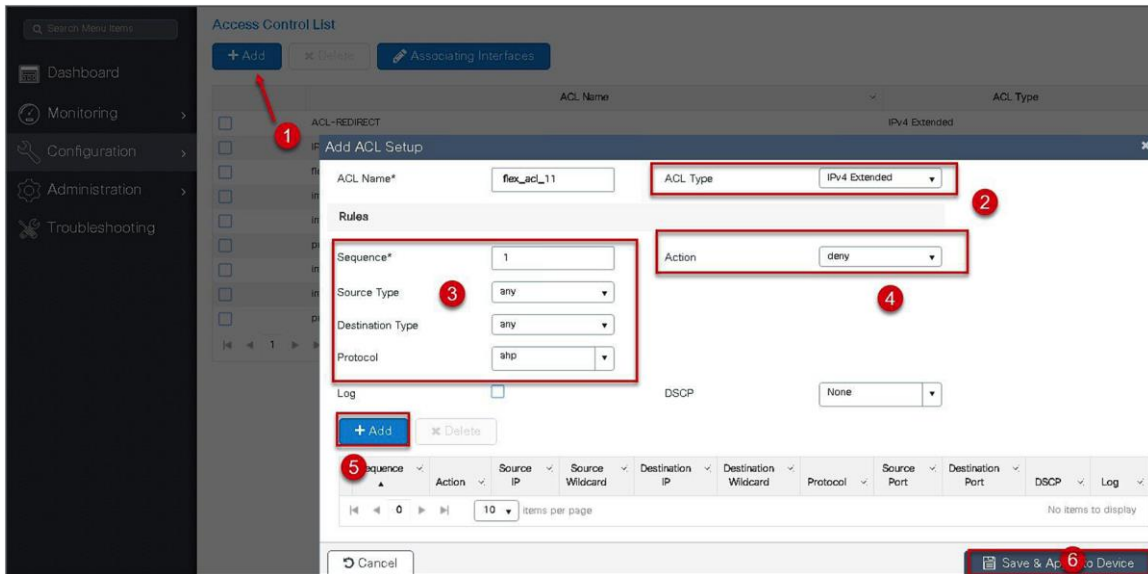 Search Menu Items
Access Control List
+ Add
✖ Delete
Associating Interfaces
Dashboard
ACL Name
ACL Type
Monitoring
ACL-REDIRECT
IPv4 Extended
1
Configuration
Add ACL Setup
ACL Name*
flex_acl_11
ACL Type
IPv4 Extended
Administration
2
Rules
Troubleshooting
Sequence*
1
Action
deny
Source Type
3
any
4
Destination Type
any
1
Protocol
ahp
Log
DSCP
None
+ Add
✖ Delete
5
Sequence
Action
Source IP
Source Wildcard
Destination IP
Destination Wildcard
Protocol
Source Port
Destination Port
DSCP
Log
0
10
items per page
No items to display
Cancel
Save & Ap
6
to Device